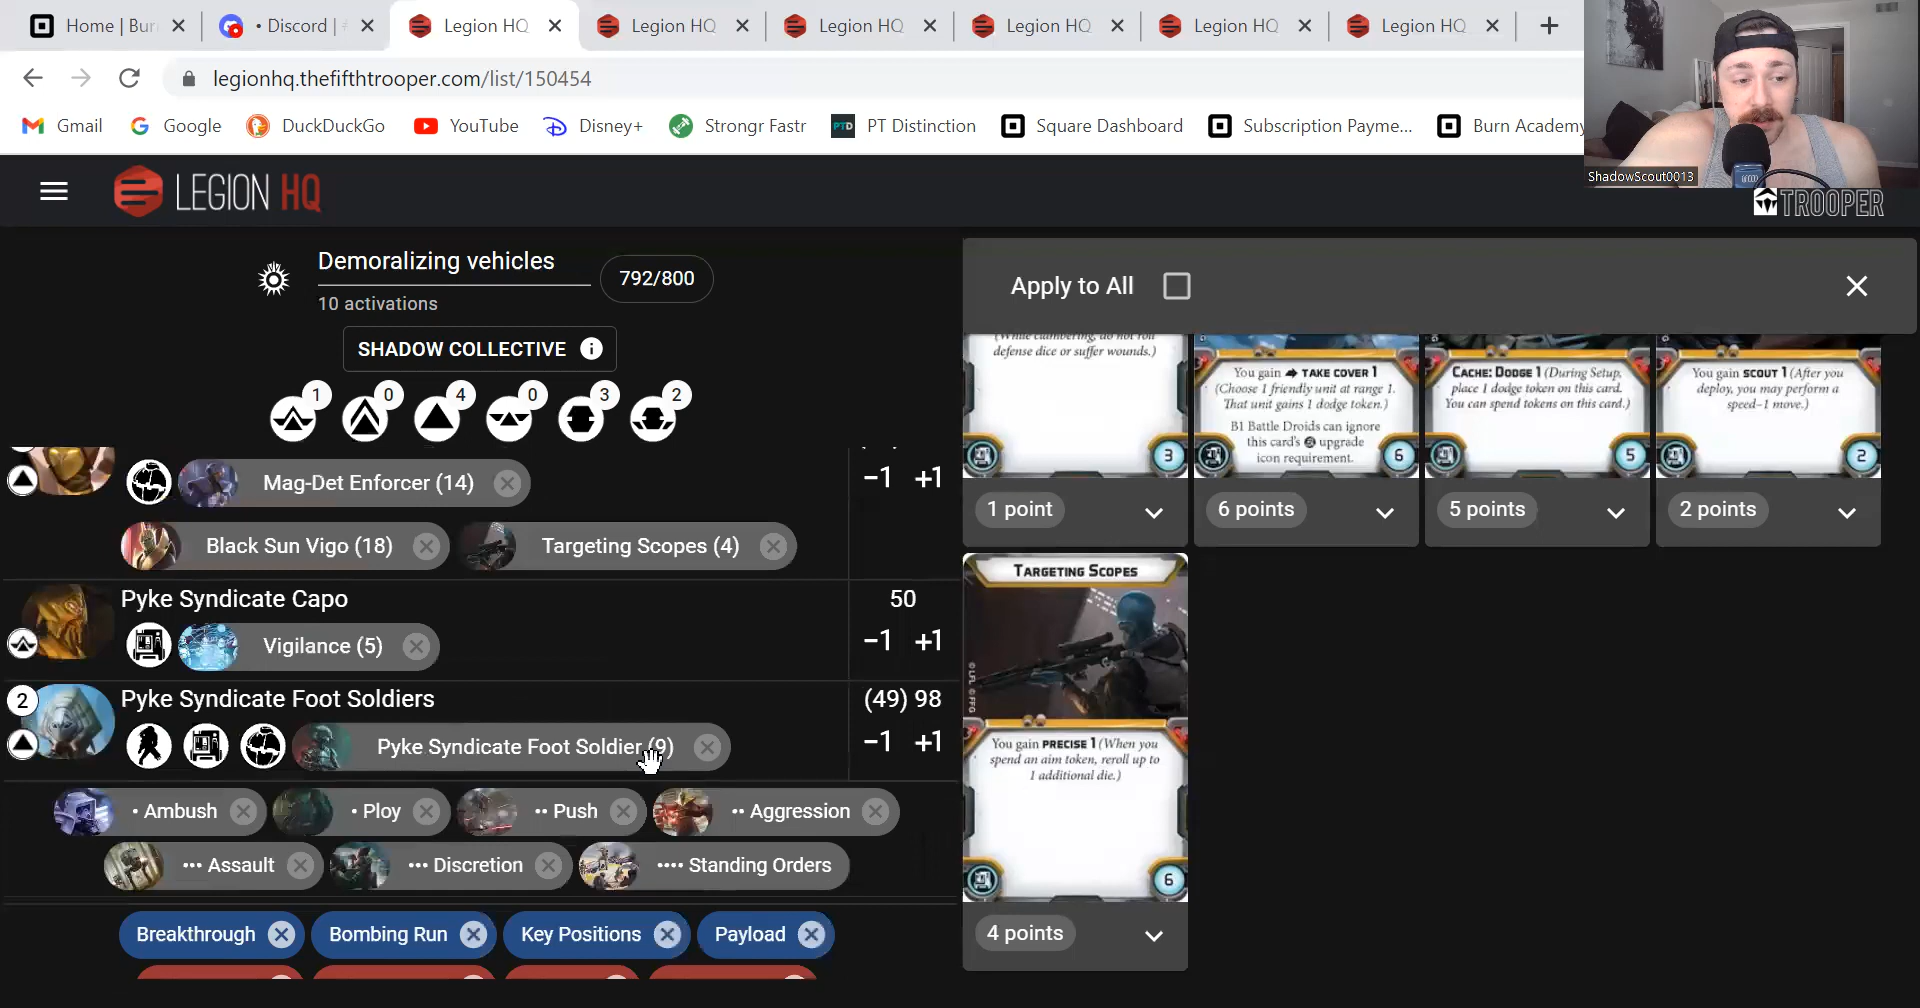 Home | Bur
• Discord |
Legion HQ
Legion HQ
Legion HQ
Legion HQ
Legion HQ
Legion HQ
legionhq.thefifthtrooper.com/list/150454
Gmail
Google
DuckDuckGo
YouTube
Disney+
Strongr Fastr
PTD
PT Distinction
Square Dashboard
Subscription Payme...
Burn Academy
ShadowScout0013
LEGION HQ
TROOPER
Demoralizing vehicles
792/800
10 activations
SHADOW COLLECTIVE
1
0
4
0
3
2
Mag-Det Enforcer (14)
−1 +1
Black Sun Vigo (18)
Targeting Scopes (4)
Pyke Syndicate Capo
50
Vigilance (5)
−1 +1
2
Pyke Syndicate Foot Soldiers
(49) 98
Pyke Syndicate Foot Soldier (9)
−1 +1
• Ambush
• Ploy
•• Push
•• Aggression
••• Assault
••• Discretion
•••• Standing Orders
Breakthrough
Bombing Run
Key Positions
Payload
Apply to All
(While clambering, do not roll
defense dice or suffer wounds.)
3
1 point
You gain TAKE COVER 1
(Choose 1 friendly unit at range 1.
That unit gains 1 dodge token.)
B1 Battle Droids can ignore
this card's upgrade
icon requirement.
6
6 points
CACHE: DODGE 1 (During Setup,
place 1 dodge token on this card.
You can spend tokens on this card.)
5
5 points
You gain SCOUT 1 (After you
deploy, you may perform a
speed-1 move.)
2
2 points
TARGETING SCOPES
© LFL © FFG
You gain PRECISE 1 (When you
spend an aim token, reroll up to
1 additional die.)
6
4 points